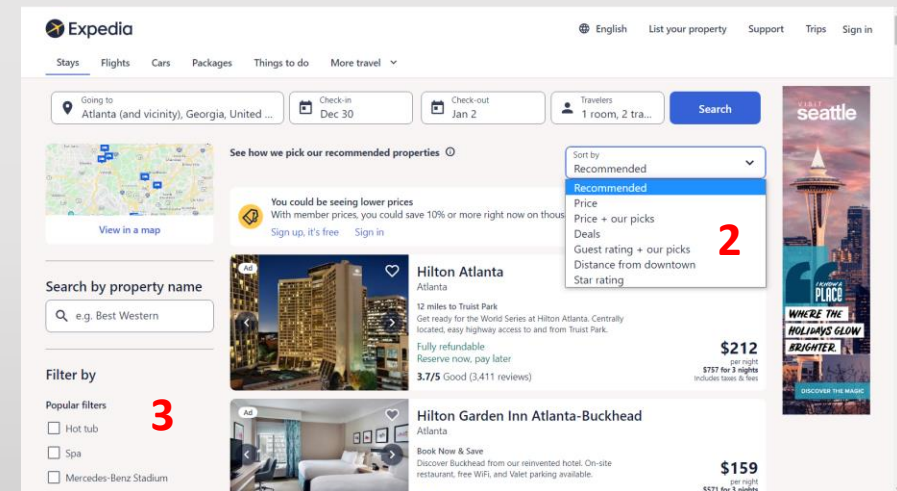 Expedia
English List your property Support Trips Sign in
Stays Flights Cars Packages Things to do More travel
Going to
Atlanta (and vicinity), Georgia, United ...
Check-in
Dec 30
Check-out
Jan 2
Travelers
1 room, 2 tra...
Search
View in a map
Search by property name
e.g. Best Western
Filter by
Popular filters
3
Hot tub
Spa
Mercedes-Benz Stadium
See how we pick our recommended properties
Sort by
Recommended
Recommended
Price
Price + our picks
Deals
Guest rating + our picks
Distance from downtown
Star rating
2
You could be seeing lower prices
With member prices, you could save 10% or more right now on thous
Sign up, it's free Sign in
Ad
Hilton Atlanta
Atlanta
12 miles to Truist Park
Get ready for the World Series at Hilton Atlanta. Centrally
located, easy highway access to and from Truist Park.
Fully refundable
Reserve now, pay later
3.7/5 Good (3,411 reviews)
$212
per night
$757 for 3 nights
includes taxes & fees
Ad
Hilton Garden Inn Atlanta-Buckhead
Atlanta
Book Now & Save
Discover Buckhead from our reinvented hotel. On-site
restaurant, free WiFi, and Valet parking available.
$159
per night
$571 for 3 nights
VISIT
seattle
I KNOW A
PLACE
WHERE THE
HOLIDAYS GLOW
BRIGHTER.
DISCOVER THE MAGIC